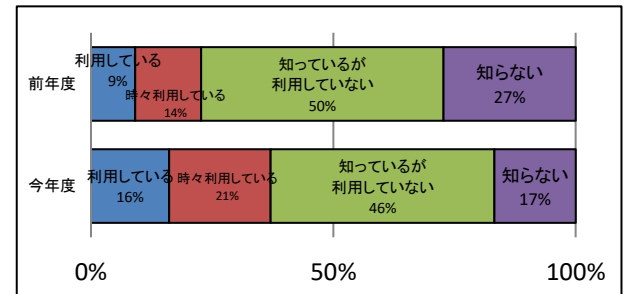 前年度
利用している
9%
時々利用している
14%
知っているが
利用していない
50%
知らない
27%
今年度
利用している
16%
時々利用している
21%
知っているが
利用していない
46%
知らない
17%
0%
50%
100%